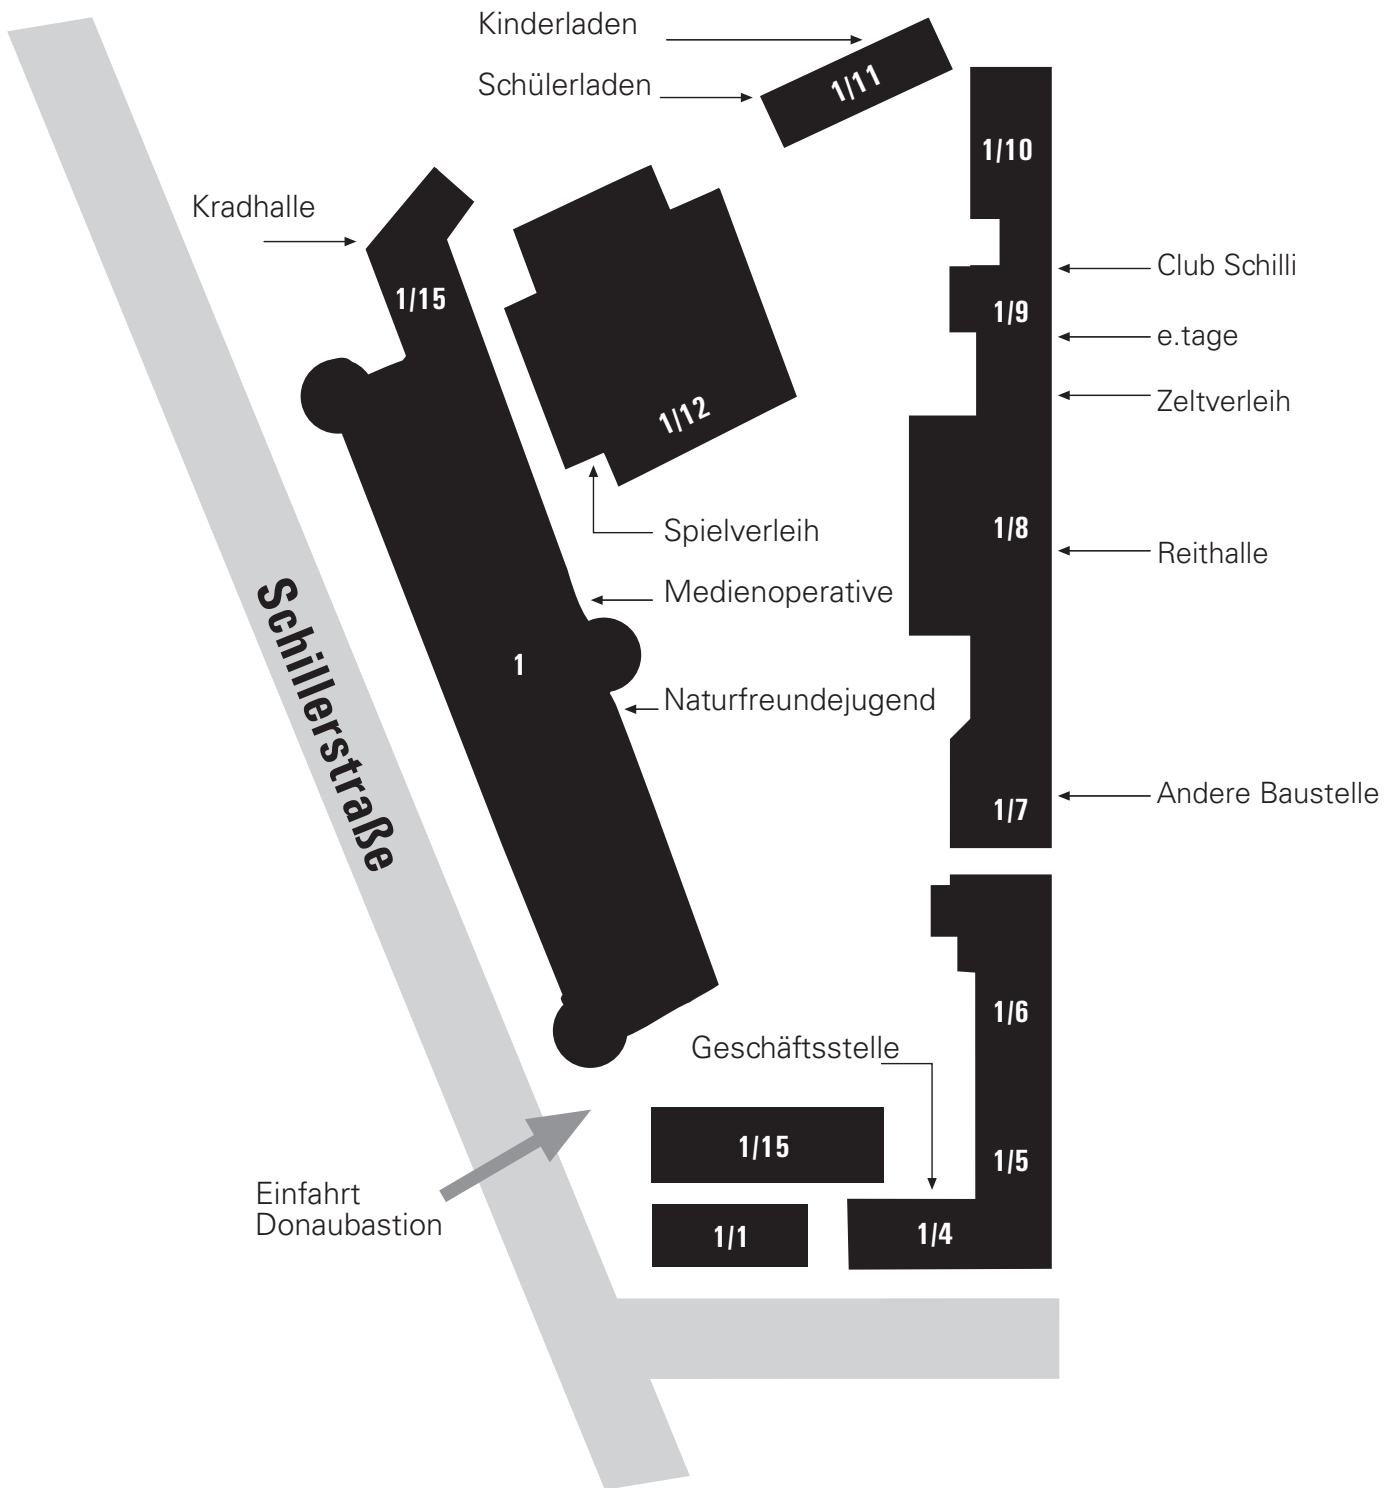 Kinderladen
Schülerladen
1/11
1/10
Kradhalle
1/15
Club Schilli
1/9
e.tage
Zeltverleih
1/12
1/8
Spielverleih
Reithalle
Medienoperative
Schillerstraße
1
Naturfreundejugend
Andere Baustelle
1/7
1/6
Geschäftsstelle
1/15
1/5
Einfahrt
Donaubastion
1/1
1/4